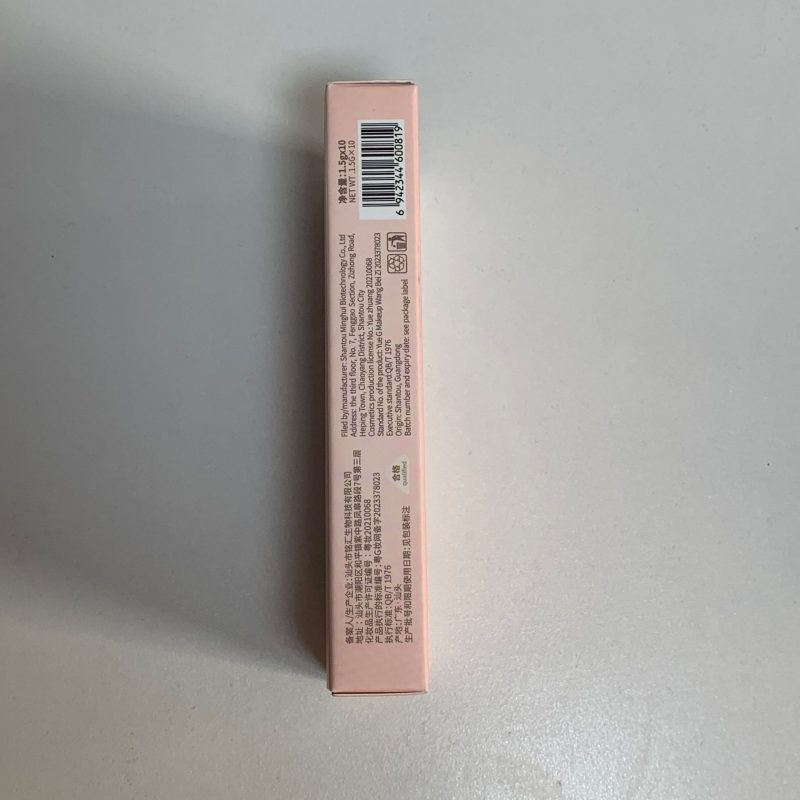 备案人/生产企业:汕头市铭汇生物科技有限公司
地址:汕头市潮阳区和平镇紫中路凤皋路段7号第三层
化妆品生产许可证编号:粤妆20210068
产品执行的标准编号:粤G妆网备字2023378023
执行标准:QB/T 1976
产地:广东·汕头
生产批号和限期使用日期:见包装标注
合格
qualified
Filed by/manufacturer: Shantou Minghui Biotechnology Co., Ltd
Address: the third floor, No. 7, Fenggao Section, Zizhong Road,
Heping Town, Chaoyang District, Shantou City
Cosmetics production license No.: Yue zhuang 20210068
Standard No. of the product: Yue G Makeup Wang Bei Zi 2023378023
Executive standard:QB/T 1976
Origin: Shantou, Guangdong
Batch number and expiry date: see package label
净含量:1.5gx10
NET WT .1.5G×10
6 942344 600819